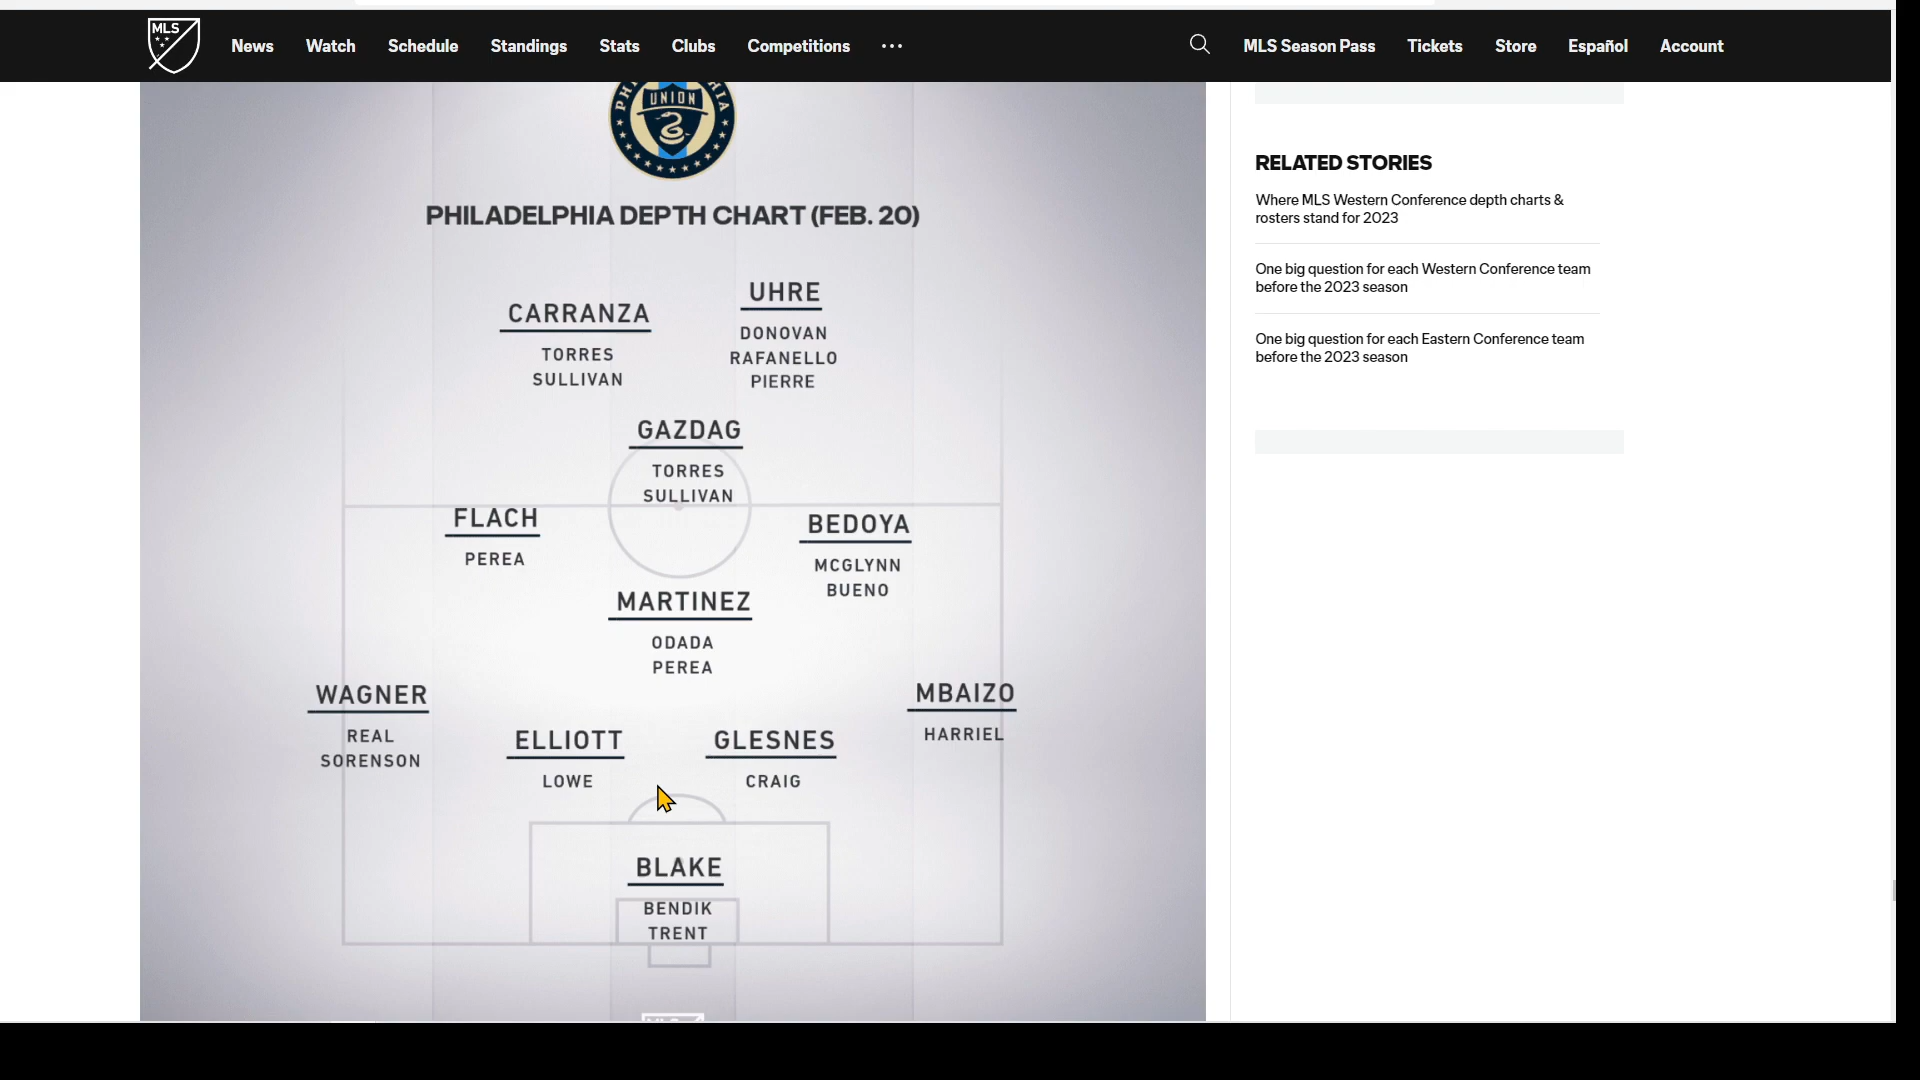 MLS
News
Watch
Schedule
Standings
Stats
Clubs
Competitions
MLS Season Pass
Tickets
Store
Español
Account
UNION
PHILADELPHIA DEPTH CHART (FEB. 20)
CARRANZA
TORRES
SULLIVAN
UHRE
DONOVAN
RAFANELLO
PIERRE
GAZDAG
TORRES
SULLIVAN
FLACH
PEREA
BEDOYA
MCGLYNN
BUENO
MARTINEZ
ODADA
PEREA
WAGNER
REAL
SORENSON
ELLIOTT
LOWE
GLESNES
CRAIG
MBAIZO
HARRIEL
BLAKE
BENDIK
TRENT
RELATED STORIES
Where MLS Western Conference depth charts &
rosters stand for 2023
One big question for each Western Conference team
before the 2023 season
One big question for each Eastern Conference team
before the 2023 season